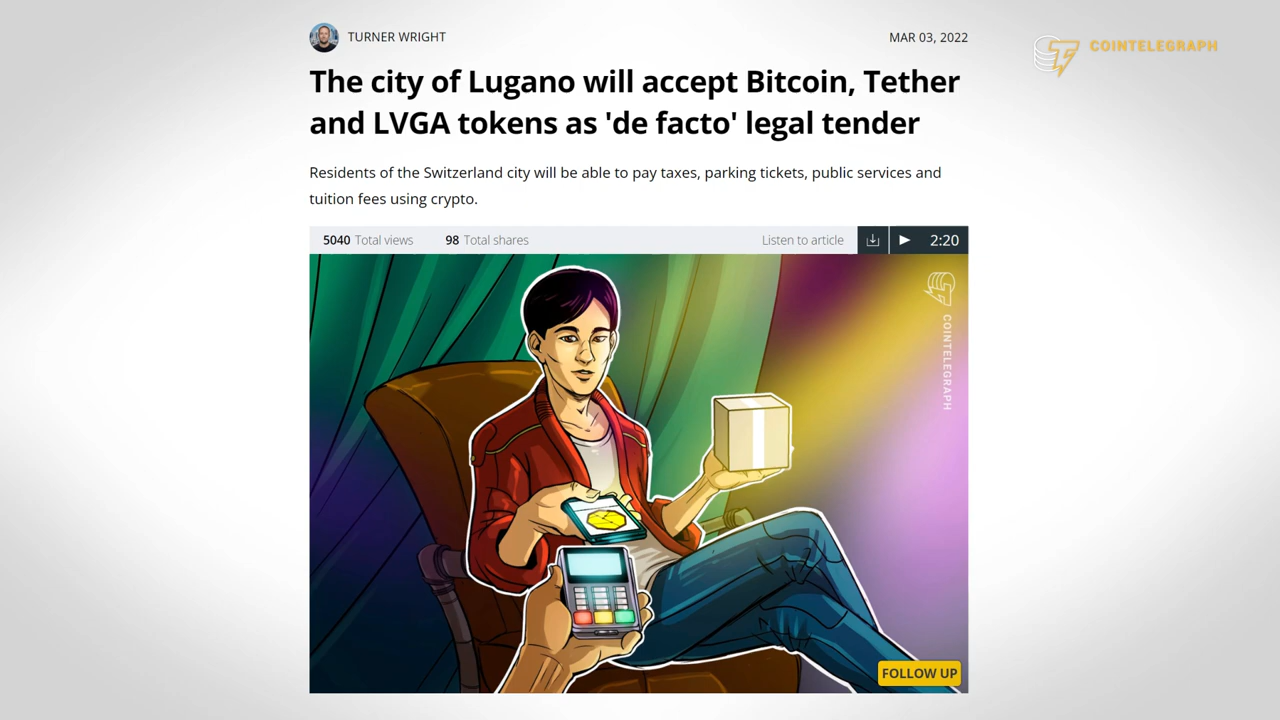 TURNER WRIGHT
MAR 03, 2022
COINTELEGRAPH
The city of Lugano will accept Bitcoin, Tether
and LVGA tokens as 'de facto' legal tender
Residents of the Switzerland city will be able to pay taxes, parking tickets, public services and
tuition fees using crypto.
5040 Total views 98 Total shares Listen to article 2:20
COINTELEGRAPH
FOLLOW UP